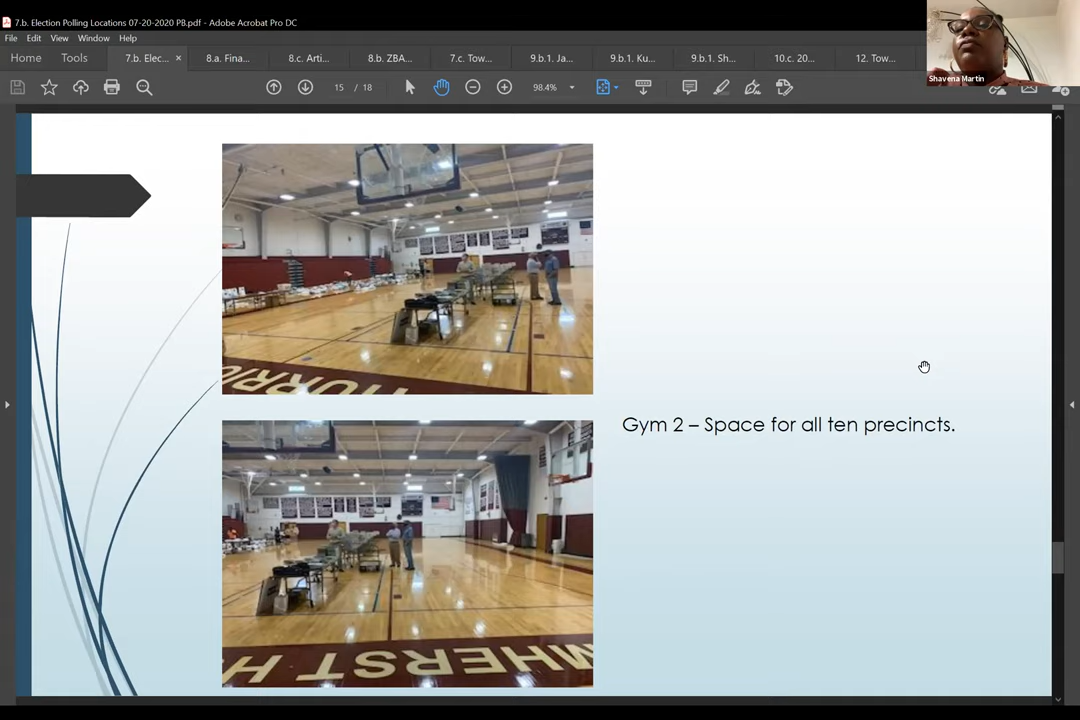 7.b. Election Polling Locations 07-20-2020 PB.pdf - Adobe Acrobat Pro DC
File Edit View Window Help
Home Tools 7.b. Elec... × 8.a. Fina... 8.c. Arti... 8.b. ZBA... 7.c. Tow... 9.b.1. Ja... 9.b.1. Ku... 9.b.1. Sh... 10.c. 20... 12. Tow...
Shavena Martin
15 / 18 98.4%
HURRIC
Gym 2 – Space for all ten precincts.
MHERST H